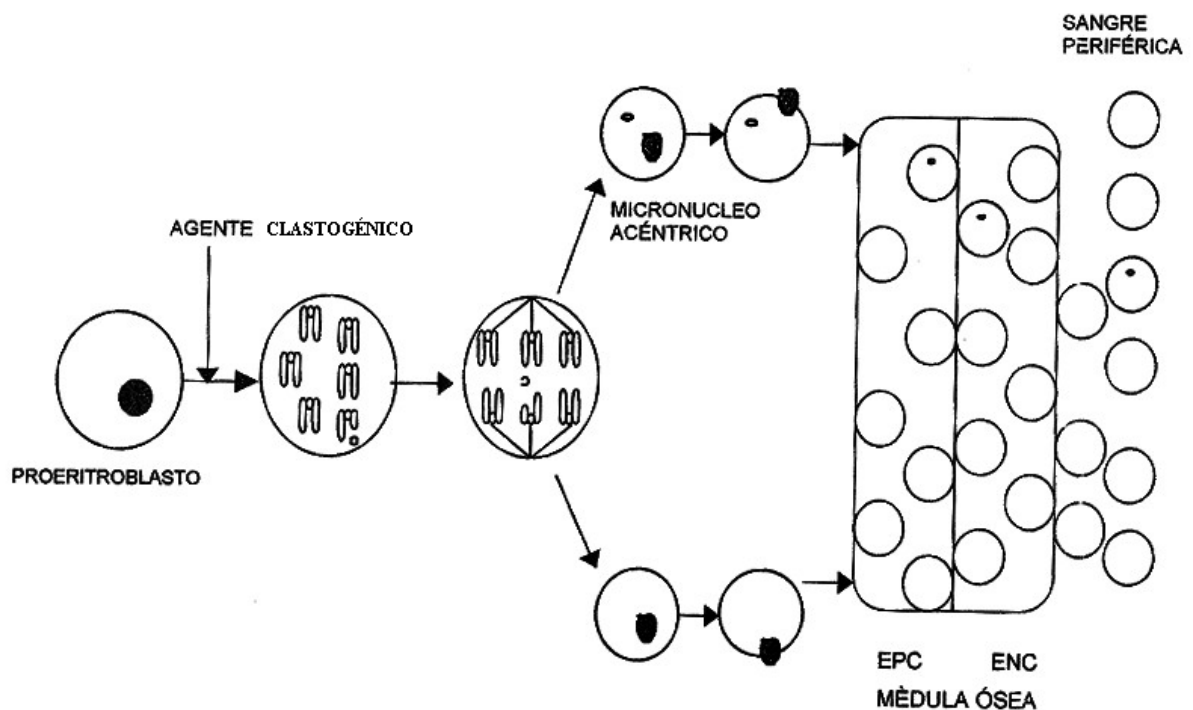 SANGRE
PERIFÉRICA
AGENTE CLASTOGÉNICO
MICRONUCLEO
ACÉNTRICO
PROERITROBLASTO
EPC ENC
MÈDULA ÓSEA